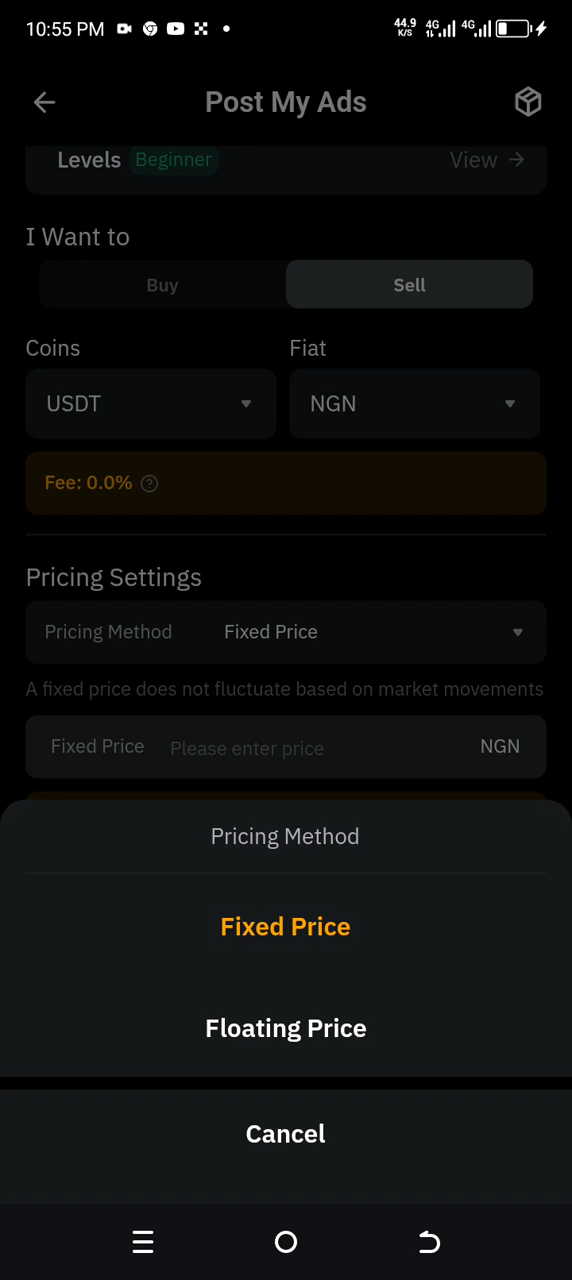 10:55 PM
44.9
K/S
4G
4G
Post My Ads
Levels Beginner View
I Want to
Buy Sell
Coins Fiat
USDT NGN
Fee: 0.0%
Pricing Settings
Pricing Method Fixed Price
A fixed price does not fluctuate based on market movements
Fixed Price Please enter price NGN
Pricing Method
Fixed Price
Floating Price
Cancel